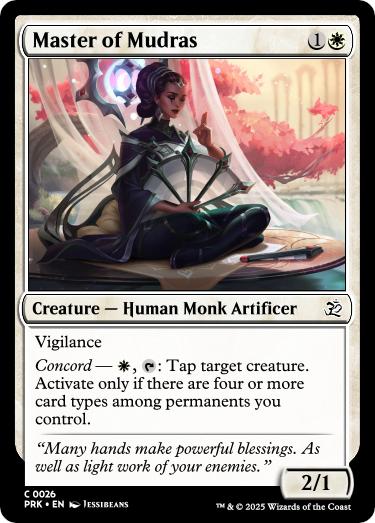 Master of Mudras 1
Creature — Human Monk Artificer
Vigilance
Concord — , : Tap target creature.
Activate only if there are four or more
card types among permanents you
control.
“Many hands make powerful blessings. As
well as light work of your enemies.”
2/1
C 0026
PRK • EN Jessibeans
™ & © 2025 Wizards of the Coast